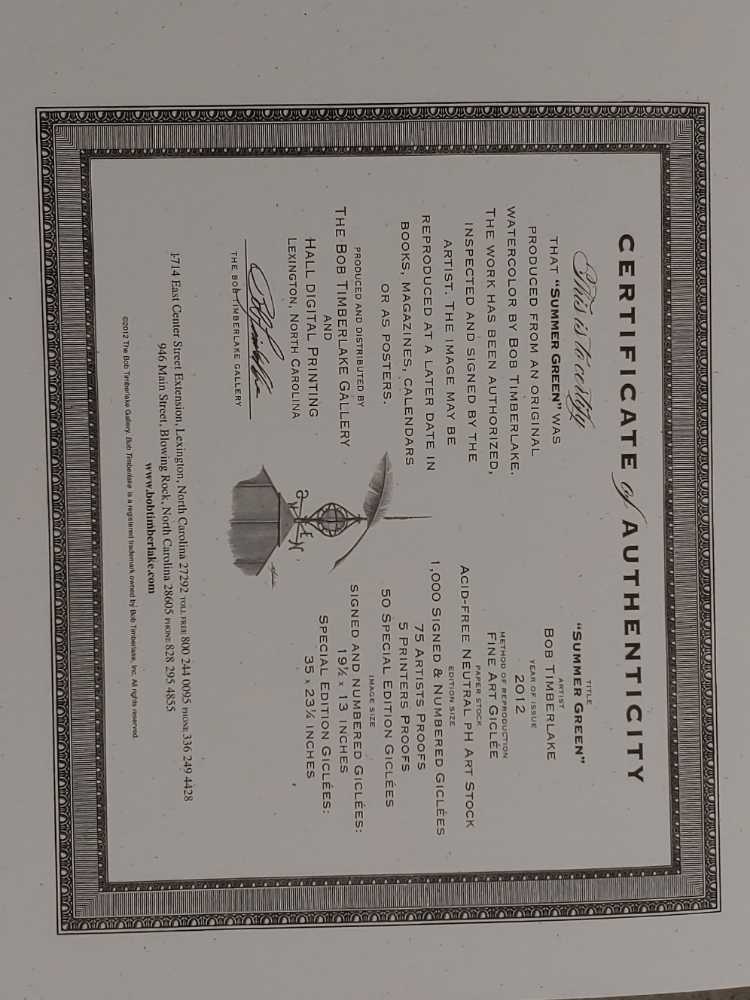 CERTIFICATE of AUTHENTICITY
This is to certify
THAT "SUMMER GREEN" WAS
PRODUCED FROM AN ORIGINAL
WATERCOLOR BY BOB TIMBERLAKE.
THE WORK HAS BEEN AUTHORIZED,
INSPECTED AND SIGNED BY THE
ARTIST. THE IMAGE MAY BE
REPRODUCED AT A LATER DATE IN
BOOKS, MAGAZINES, CALENDARS
OR AS POSTERS.
PRODUCED AND DISTRIBUTED BY
THE BOB TIMBERLAKE GALLERY
AND
HALL DIGITAL PRINTING
LEXINGTON, NORTH CAROLINA
THE BOB TIMBERLAKE GALLERY
TITLE
"SUMMER GREEN"
ARTIST
BOB TIMBERLAKE
YEAR OF ISSUE
2012
METHOD OF REPRODUCTION
FINE ART GICLÉE
PAPER STOCK
ACID-FREE NEUTRAL PH ART STOCK
EDITION SIZE
1,000 SIGNED & NUMBERED GICLÉES
75 ARTISTS PROOFS
5 PRINTERS PROOFS
50 SPECIAL EDITION GICLÉES
IMAGE SIZE
SIGNED AND NUMBERED GICLÉES:
19½ x 13 INCHES
SPECIAL EDITION GICLÉES:
35 x 23¼ INCHES
1714 East Center Street Extension, Lexington, North Carolina 27292 TOLL FREE 800 244 0095 PHONE 336 249 4428
946 Main Street, Blowing Rock, North Carolina 28605 PHONE 828 295 4855
www.bobtimberlake.com
©2012 The Bob Timberlake Gallery. Bob Timberlake is a registered trademark owned by Bob Timberlake, Inc. All rights reserved.